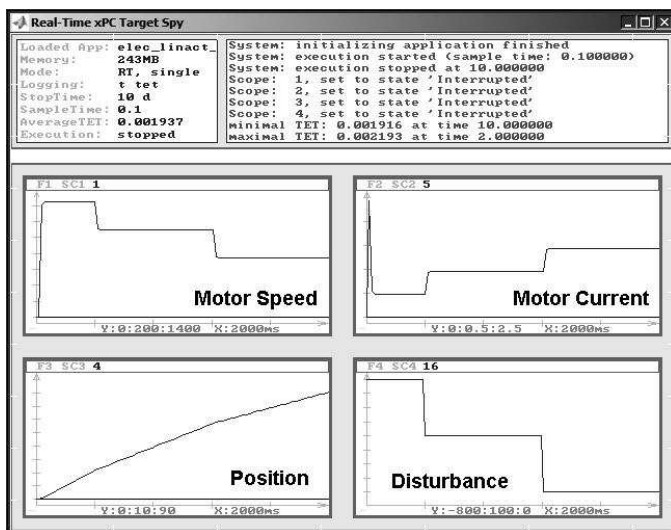 Real-Time xPC Target Spy
Loaded App: elec_linact_
Memory: 243MB
Mode: RT, single
Logging: t tet
StopTime: 10 d
SampleTime: 0.1
AverageTET: 0.001937
Execution: stopped
System: initializing application finished
System: execution started (sample time: 0.100000)
System: execution stopped at 10.000000
Scope: 1, set to state 'Interrupted'
Scope: 2, set to state 'Interrupted'
Scope: 3, set to state 'Interrupted'
Scope: 4, set to state 'Interrupted'
minimal TET: 0.001916 at time 10.000000
maximal TET: 0.002193 at time 2.000000
F1 SC1 1
Motor Speed
Y:0:200:1400 X:2000ms
F2 SC2 5
Motor Current
Y:0:0.5:2.5 X:2000ms
F3 SC3 4
Position
Y:0:10:90 X:2000ms
F4 SC4 16
Disturbance
Y:-800:100:0 X:2000ms